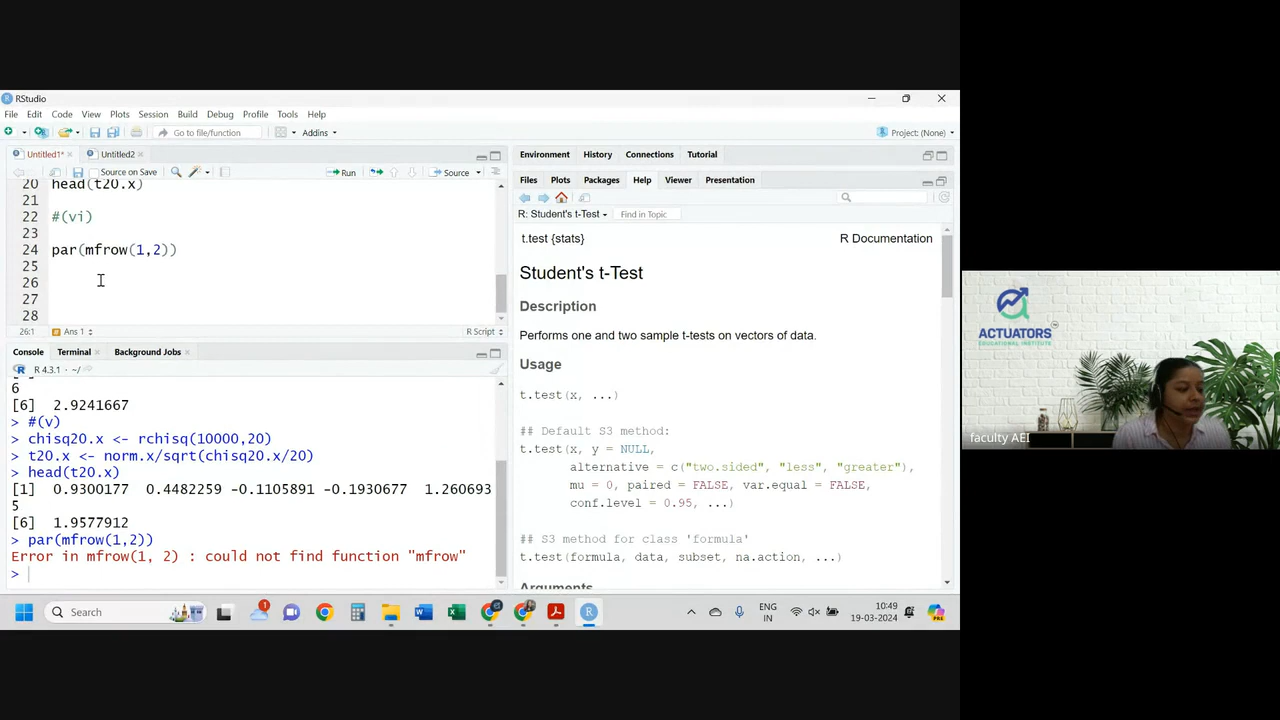 RStudio
File Edit Code View Plots Session Build Debug Profile Tools Help
Go to file/function
Addins
Project: (None)
Untitled1*
Untitled2
Source on Save
Run
Source
20 head(t20.x)
21
22 #(vi)
23
24 par(mfrow(1,2))
25
26
27
28
26:1
Ans 1
R Script
Console Terminal Background Jobs
R 4.3.1 · ~/
6
[6] 2.9241667
> #(v)
> chisq20.x <- rchisq(10000,20)
> t20.x <- norm.x/sqrt(chisq20.x/20)
> head(t20.x)
[1] 0.9300177 0.4482259 -0.1105891 -0.1930677 1.260693
5
[6] 1.9577912
> par(mfrow(1,2))
Error in mfrow(1, 2) : could not find function "mfrow"
>
Environment History Connections Tutorial
Files Plots Packages Help Viewer Presentation
R: Student's t-Test
Find in Topic
t.test {stats}
R Documentation
Student's t-Test
Description
Performs one and two sample t-tests on vectors of data.
Usage
t.test(x, ...)
## Default S3 method:
t.test(x, y = NULL,
alternative = c("two.sided", "less", "greater"),
mu = 0, paired = FALSE, var.equal = FALSE,
conf.level = 0.95, ...)
## S3 method for class 'formula'
t.test(formula, data, subset, na.action, ...)
Arguments
Search
1
ENG
IN
10:49
19-03-2024
ACTUATORS
EDUCATIONAL INSTITUTE
faculty AEI